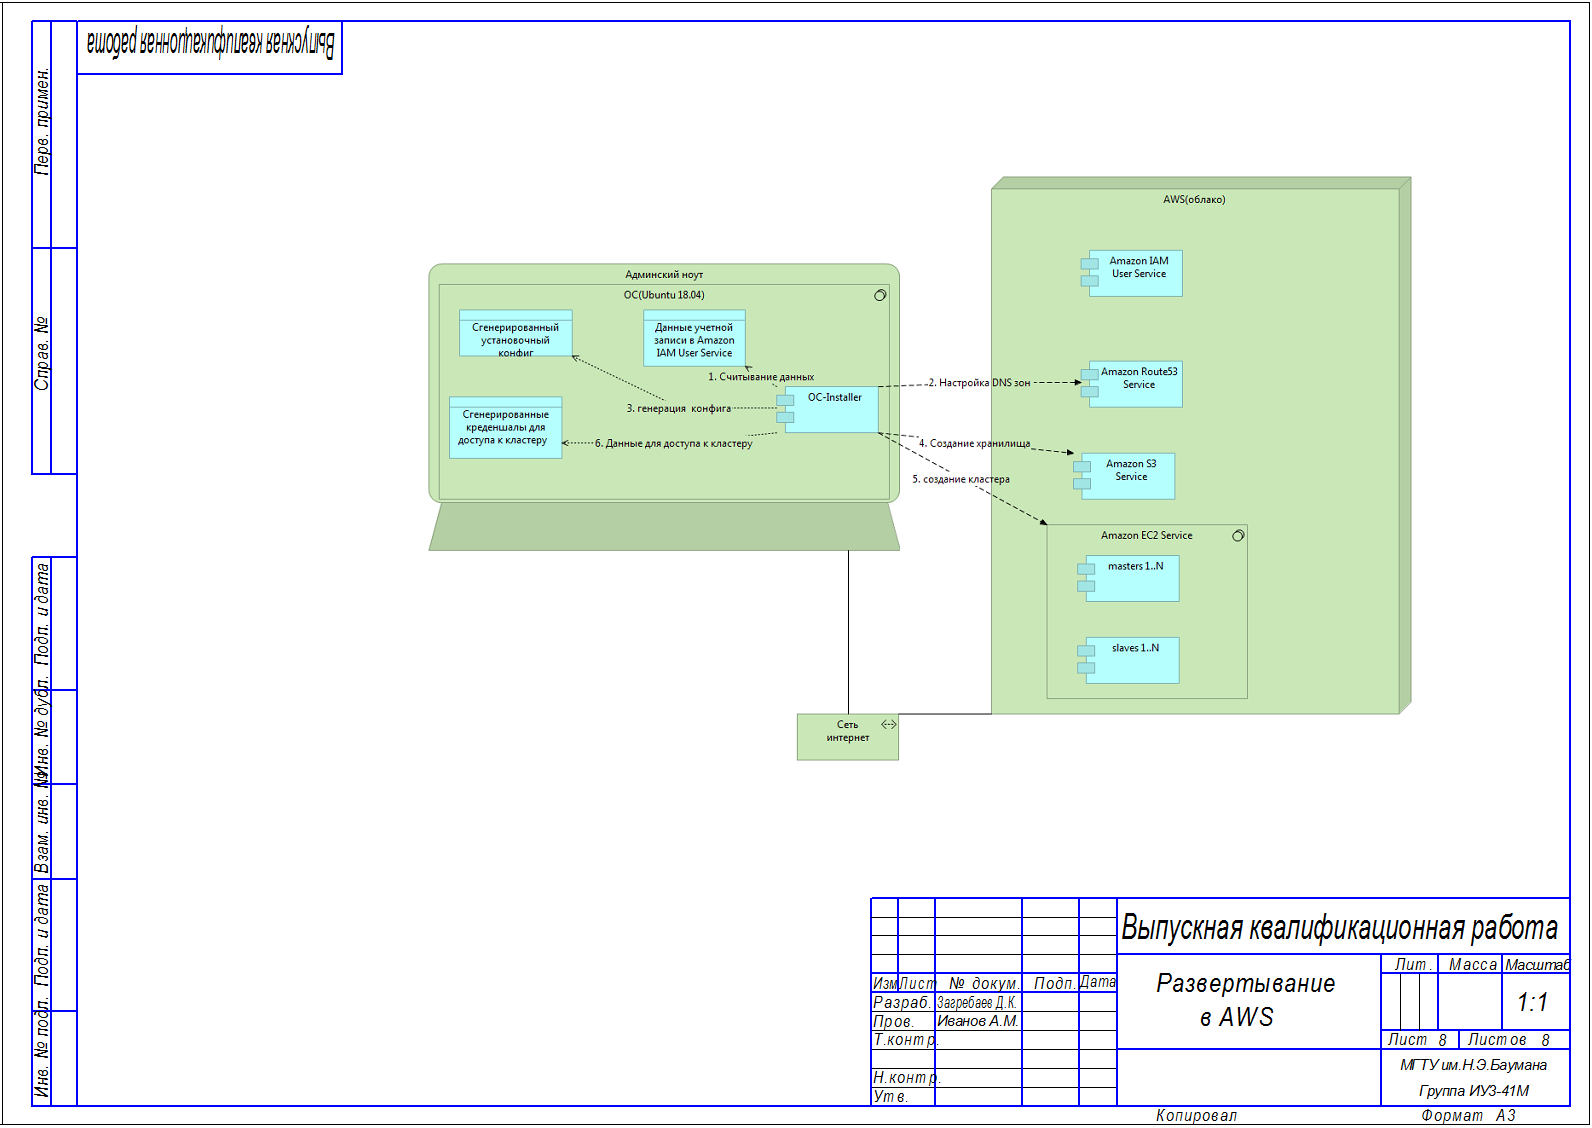 Выпускная квалификационная работа
Перв. примен.
Справ. №
Подп. и дата
Инв. № дубл.
Взам. инв. №
Подп. и дата
Инв. № подл.
Админский ноут
ОС(Ubuntu 18.04)
Сгенерированный
установочный
конфиг
Данные учетной
записи в Amazon
IAM User Service
1. Считывание данных
OC-Installer
3. генерация конфига
Сгенерированные
креденшалы для
доступа к кластеру
6. Данные для доступа к кластеру
2. Настройка DNS зон
4. Создание хранилища
5. создание кластера
AWS(облако)
Amazon IAM
User Service
Amazon Route53
Service
Amazon S3
Service
Amazon EC2 Service
masters 1..N
slaves 1..N
Сеть
интернет
Выпускная квалификационная работа
Изм Лист № докум. Подп. Дата
Разраб. Загребаев Д.К.
Пров. Иванов А.М.
Т.контр.
Н.контр.
Утв.
Развертывание
в AWS
Лит. Масса Масштаб
1:1
Лист 8 Листов 8
МГТУ им.Н.Э.Баумана
Группа ИУ3-41М
Копировал Формат А3